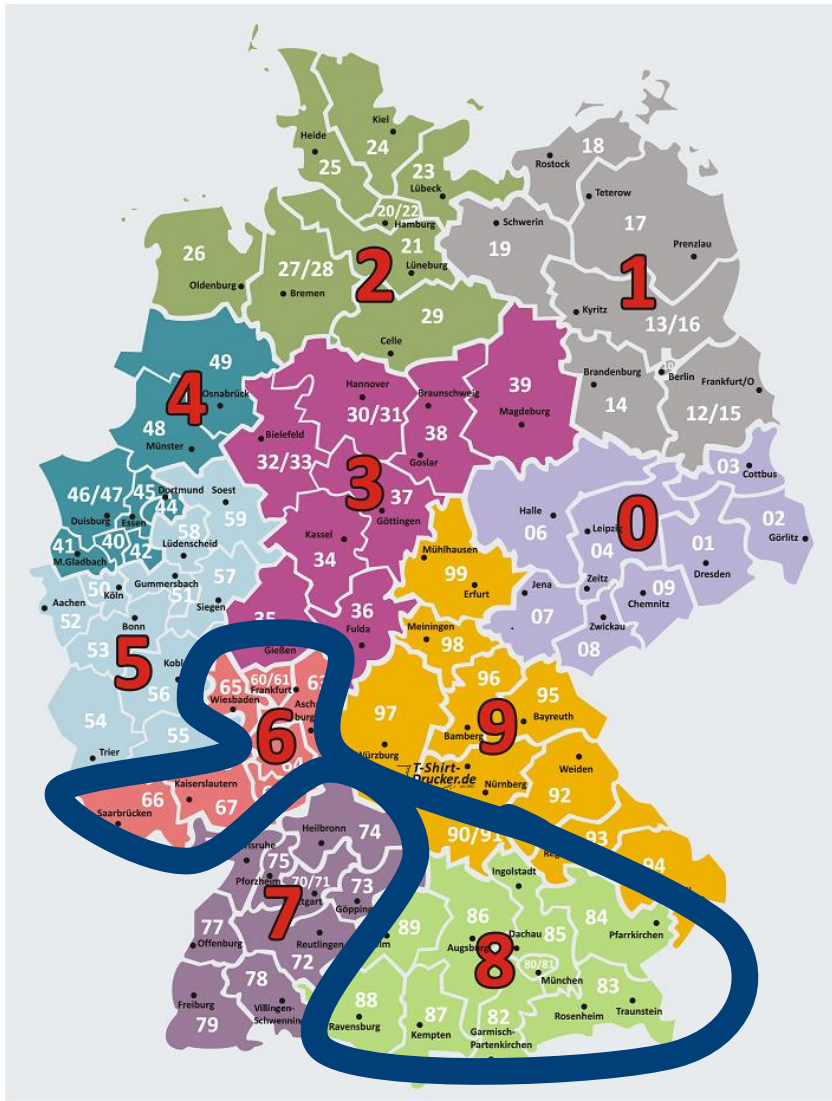 Kiel
24
Heide
25
23
Lübeck
20/22
Hamburg
18
Rostock
Teterow
17
Prenzlau
Schwerin
19
26
Oldenburg
27/28
Bremen
21
Lüneburg
2
1
29
Celle
Kyritz
13/16
49
Osnabrück
4
48
Münster
Hannover
30/31
Braunschweig
38
Goslar
39
Magdeburg
Brandenburg
14
Berlin
Frankfurt/O
12/15
Bielefeld
32/33
3
37
Göttingen
03
Cottbus
46/47
Duisburg
45
Essen
Dortmund
44
Soest
59
41
M.Gladbach
40
42
58
Lüdenscheid
Kassel
34
Halle
06
Leipzig
04
0
01
Dresden
02
Görlitz
Mühlhausen
99
Erfurt
Aachen
52
50
Köln
Gummersbach
51
57
Siegen
Bonn
53
5
35
Gießen
36
Fulda
Jena
07
Zeitz
Zwickau
08
09
Chemnitz
Meiningen
98
56
54
Trier
55
65
Wiesbaden
60/61
Frankfurt
6
97
96
Bamberg
9
95
Bayreuth
T-Shirt-
Drucker.de
Nürnberg
Weiden
92
66
Saarbrücken
Kaiserslautern
67
90/91
93
94
Heilbronn
74
75
Pforzheim
70/71
73
7
77
Offenburg
Reutlingen
72
78
Freiburg
79
Ingolstadt
86
Augsburg
89
Dachau
85
84
Pfarrkirchen
8
80/81
München
88
Ravensburg
87
Kempten
82
Garmisch-
Partenkirchen
83
Rosenheim
Traunstein